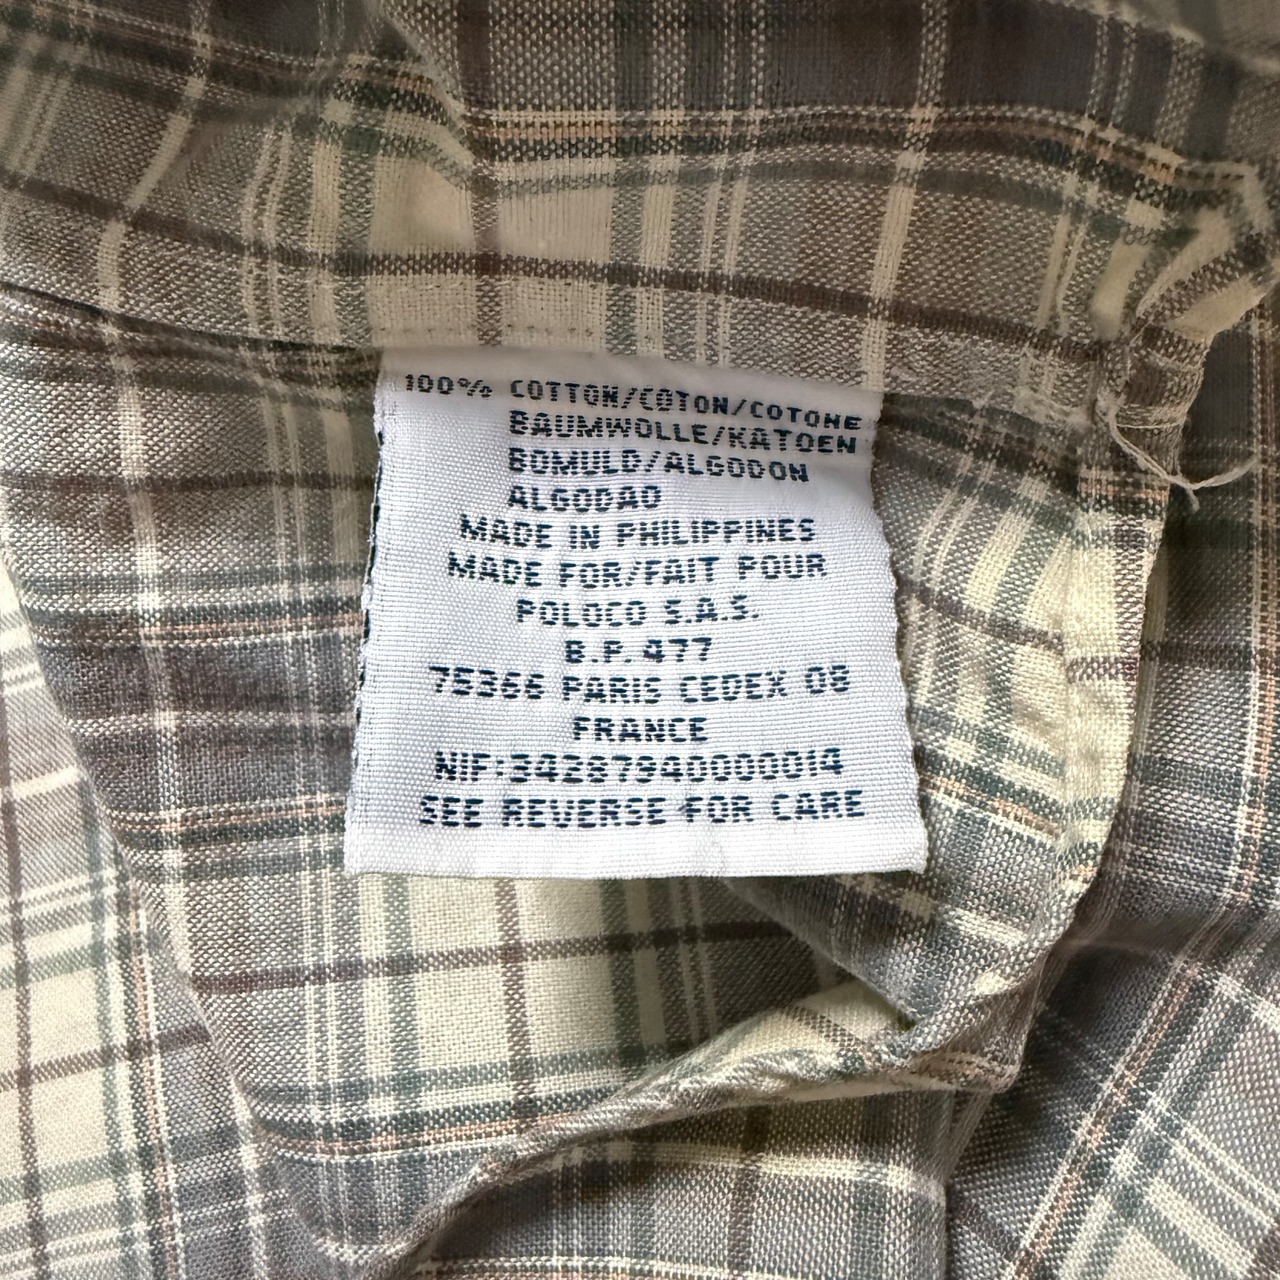 100% COTTON/COTON/COTONE
BAUMWOLLE/KATOEN
BOMULD/ALGODON
ALGODAO
MADE IN PHILIPPINES
MADE FOR/FAIT POUR
POLOCO S.A.S.
B.P. 477
75366 PARIS CEDEX 08
FRANCE
NIF:34287940000014
SEE REVERSE FOR CARE